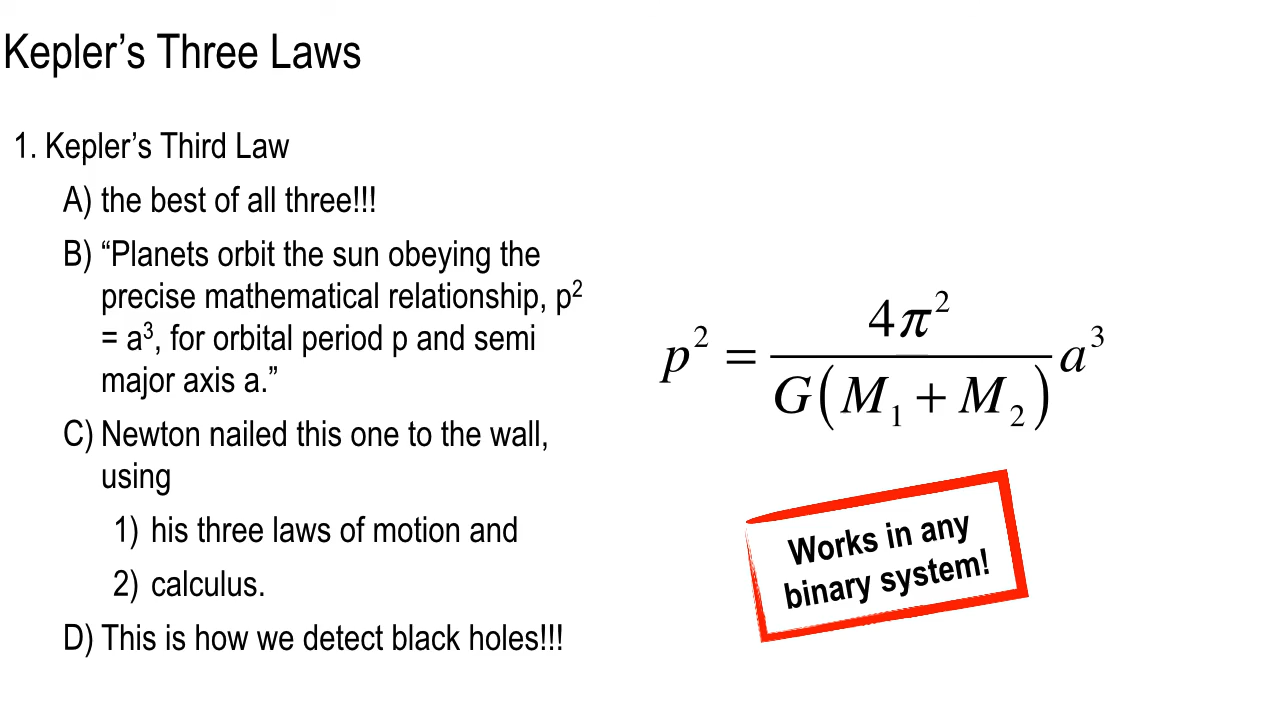 Kepler’s Three Laws
1. Kepler’s Third Law
A) the best of all three!!!
B) “Planets orbit the sun obeying the
precise mathematical relationship, p²
= a³, for orbital period p and semi
major axis a.”
C) Newton nailed this one to the wall,
using
1) his three laws of motion and
2) calculus.
D) This is how we detect black holes!!!
p² = 4π² / G(M₁ + M₂) a³
Works in any
binary system!